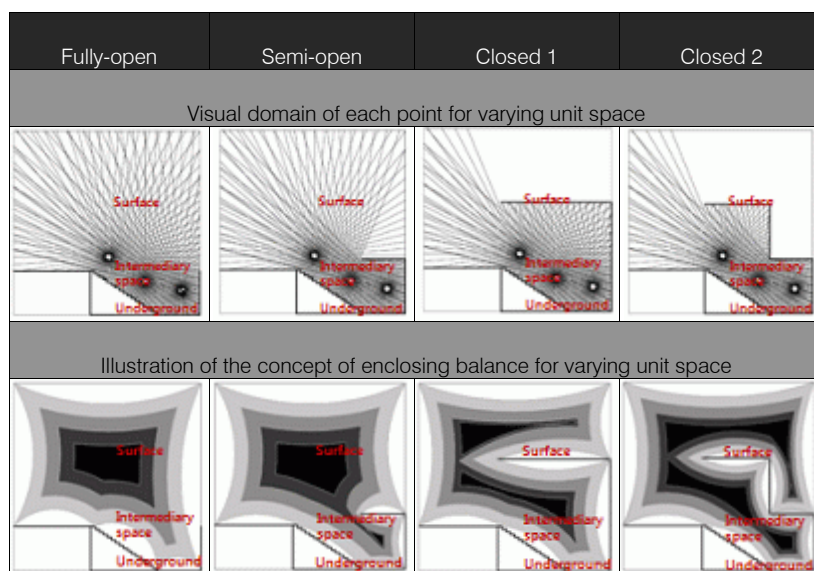 Fully-open Semi-open Closed 1 Closed 2
Visual domain of each point for varying unit space
Surface Surface Surface Surface
Intermediary Intermediary Intermediary Intermediary
space space space space
Underground Underground Underground Underground
Illustration of the concept of enclosing balance for varying unit space
Surface Surface Surface Surface
Intermediary Intermediary Intermediary Intermediary
space space space space
Underground Underground Underground Underground